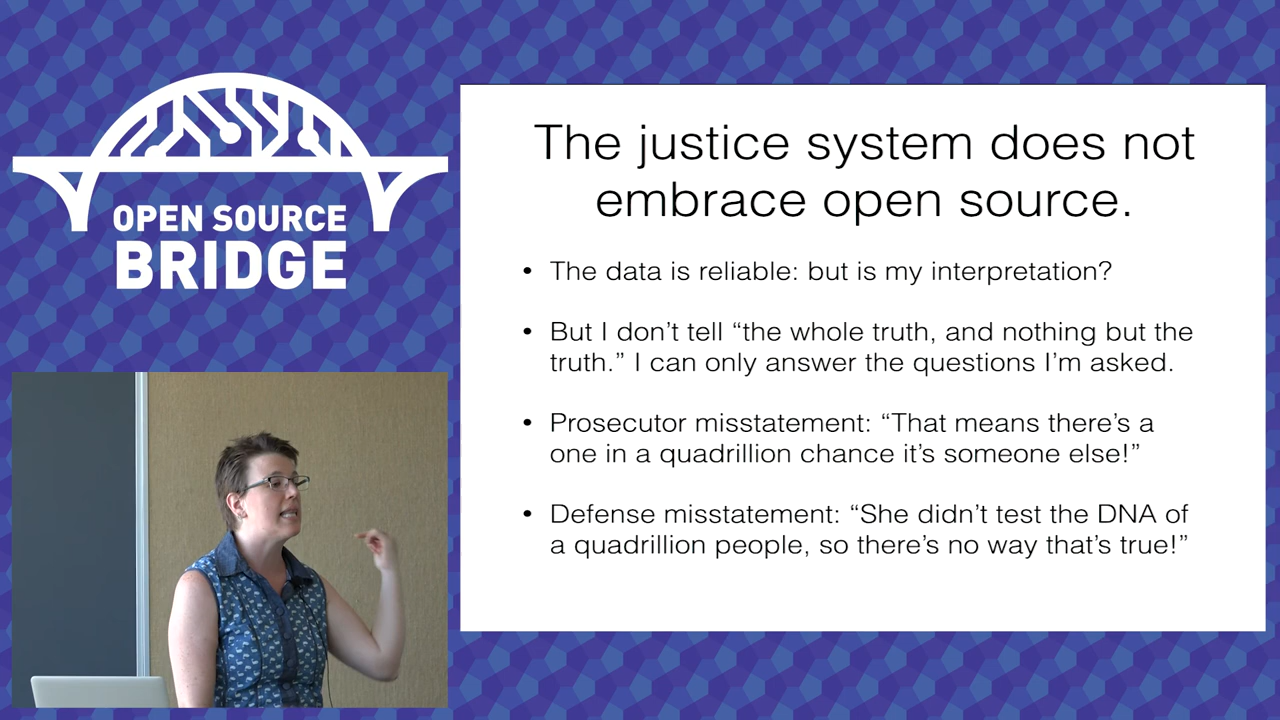 OPEN SOURCE
BRIDGE
The justice system does not
embrace open source.
• The data is reliable: but is my interpretation?
• But I don’t tell “the whole truth, and nothing but the
truth.” I can only answer the questions I’m asked.
• Prosecutor misstatement: “That means there’s a
one in a quadrillion chance it’s someone else!”
• Defense misstatement: “She didn’t test the DNA of
a quadrillion people, so there’s no way that’s true!”